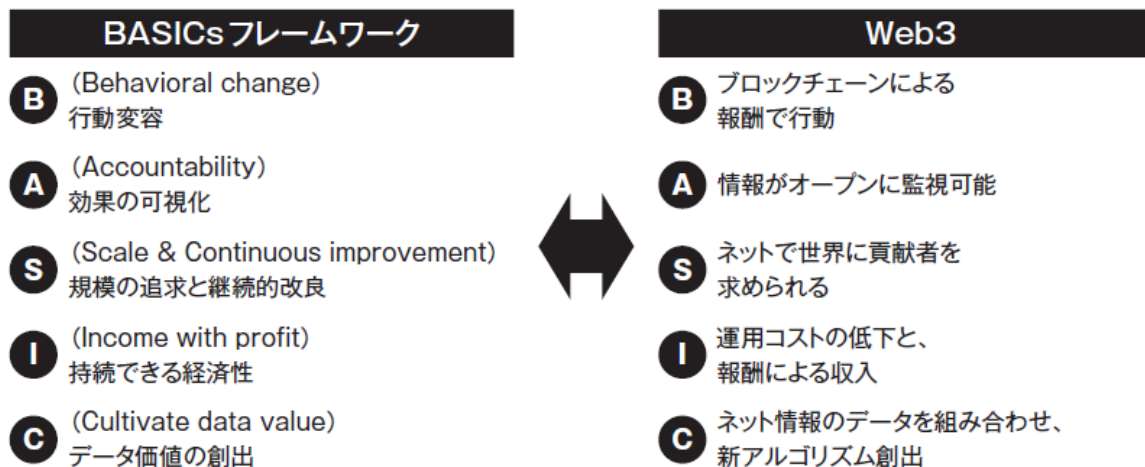 BASICsフレームワーク
B
(Behavioral change)
行動変容
A
(Accountability)
効果の可視化
S
(Scale & Continuous improvement)
規模の追求と継続的改良
I
(Income with profit)
持続できる経済性
C
(Cultivate data value)
データ価値の創出
Web3
B
ブロックチェーンによる
報酬で行動
A
情報がオープンに監視可能
S
ネットで世界に貢献者を
求められる
I
運用コストの低下と、
報酬による収入
C
ネット情報のデータを組み合わせ、
新アルゴリズム創出